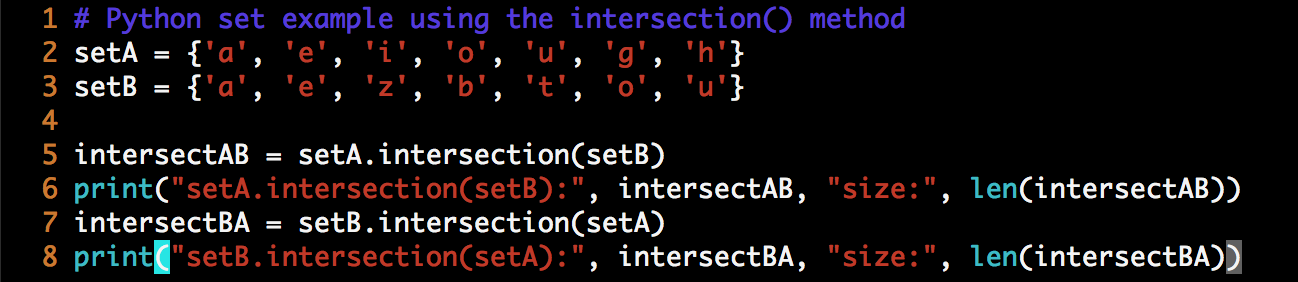 1 # Python set example using the intersection() method
2 setA = {'a', 'e', 'i', 'o', 'u', 'g', 'h'}
3 setB = {'a', 'e', 'z', 'b', 't', 'o', 'u'}
4
5 intersectAB = setA.intersection(setB)
6 print("setA.intersection(setB):", intersectAB, "size:", len(intersectAB))
7 intersectBA = setB.intersection(setA)
8 print("setB.intersection(setA):", intersectBA, "size:", len(intersectBA))